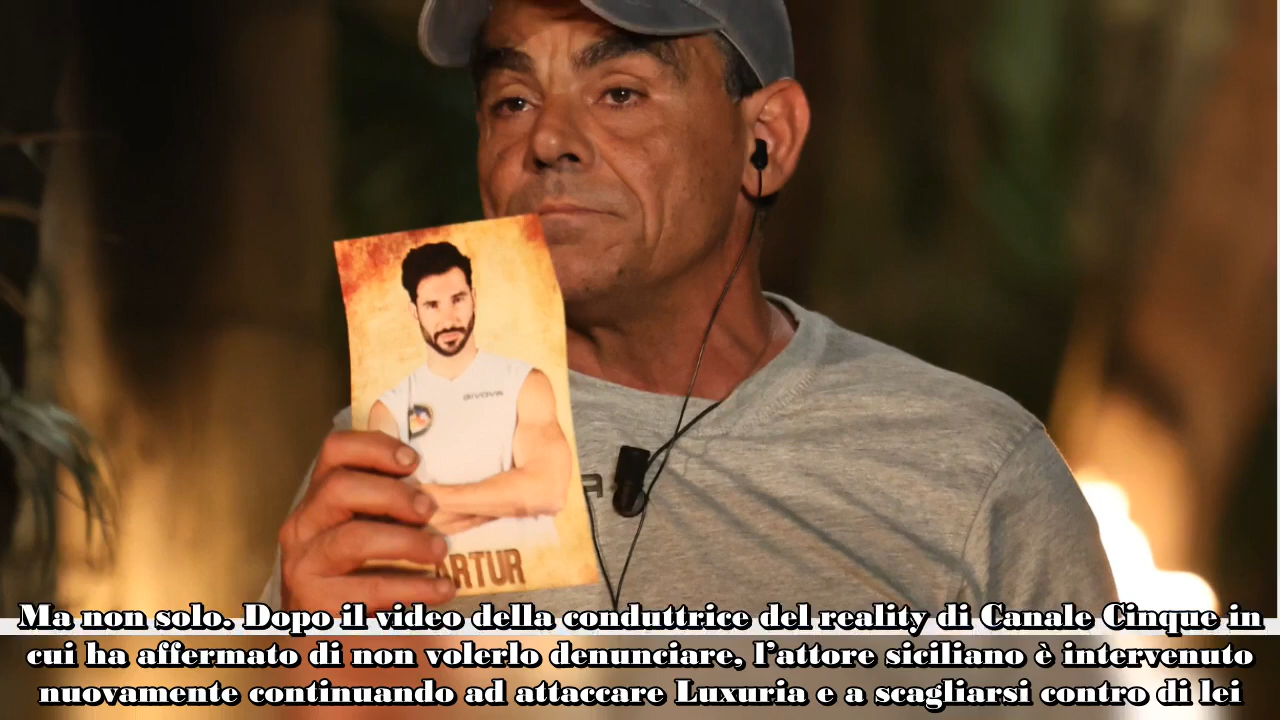 DIVOVA
ARTUR
Ma non solo. Dopo il video della conduttrice del reality di Canale Cinque in
cui ha affermato di non volerlo denunciare, l'attore siciliano è intervenuto
nuovamente continuando ad attaccare Luxuria e a scagliarsi contro di lei